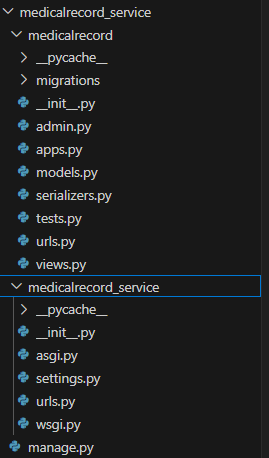 medicalrecord_service
medicalrecord
__pycache__
migrations
__init__.py
admin.py
apps.py
models.py
serializers.py
tests.py
urls.py
views.py
medicalrecord_service
__pycache__
__init__.py
asgi.py
settings.py
urls.py
wsgi.py
manage.py